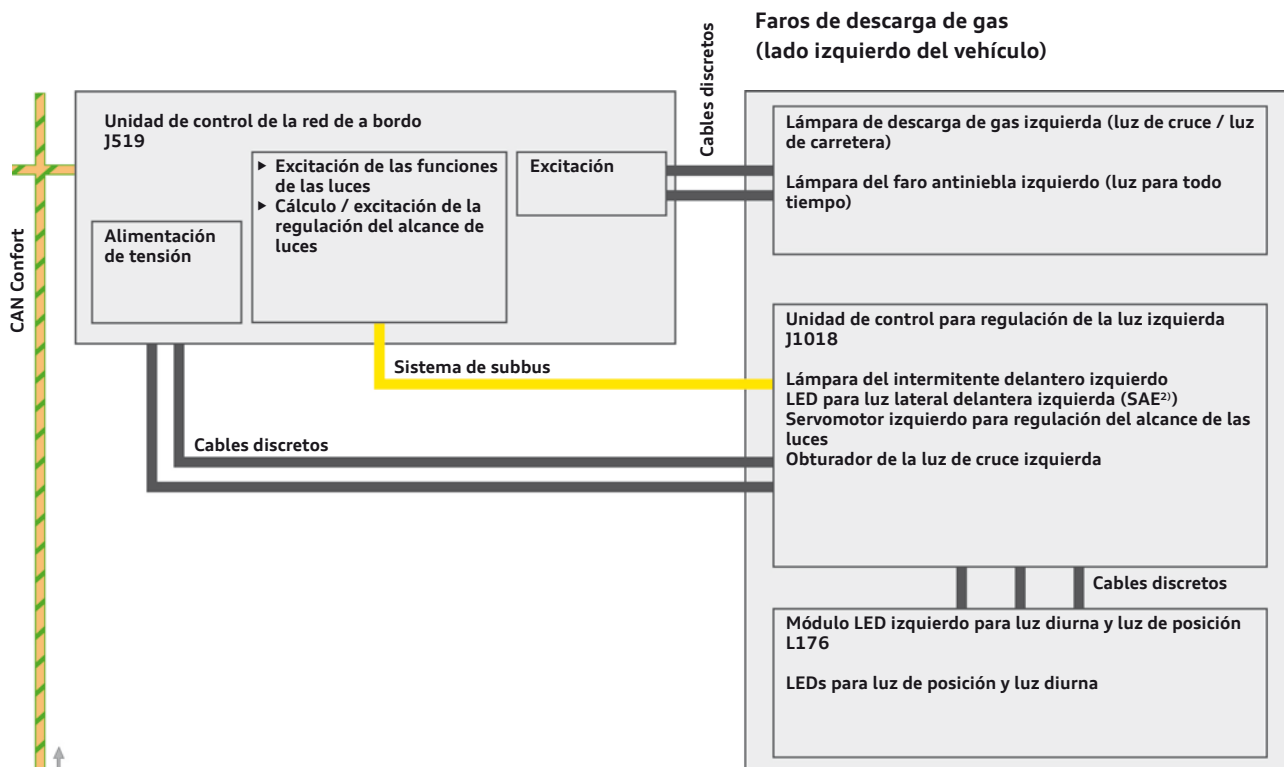 Faros de descarga de gas
(lado izquierdo del vehículo)
Cables discretos
CAN Confort
Unidad de control de la red de a bordo
J519
Alimentación
de tensión
▶ Excitación de las funciones
de las luces
▶ Cálculo / excitación de la
regulación del alcance de
luces
Excitación
Lámpara de descarga de gas izquierda (luz de cruce / luz
de carretera)
Lámpara del faro antiniebla izquierdo (luz para todo
tiempo)
Sistema de subbus
Cables discretos
Unidad de control para regulación de la luz izquierda
J1018
Lámpara del intermitente delantero izquierdo
LED para luz lateral delantera izquierda (SAE²⁾)
Servomotor izquierdo para regulación del alcance de las
luces
Obturador de la luz de cruce izquierda
Cables discretos
Módulo LED izquierdo para luz diurna y luz de posición
L176
LEDs para luz de posición y luz diurna